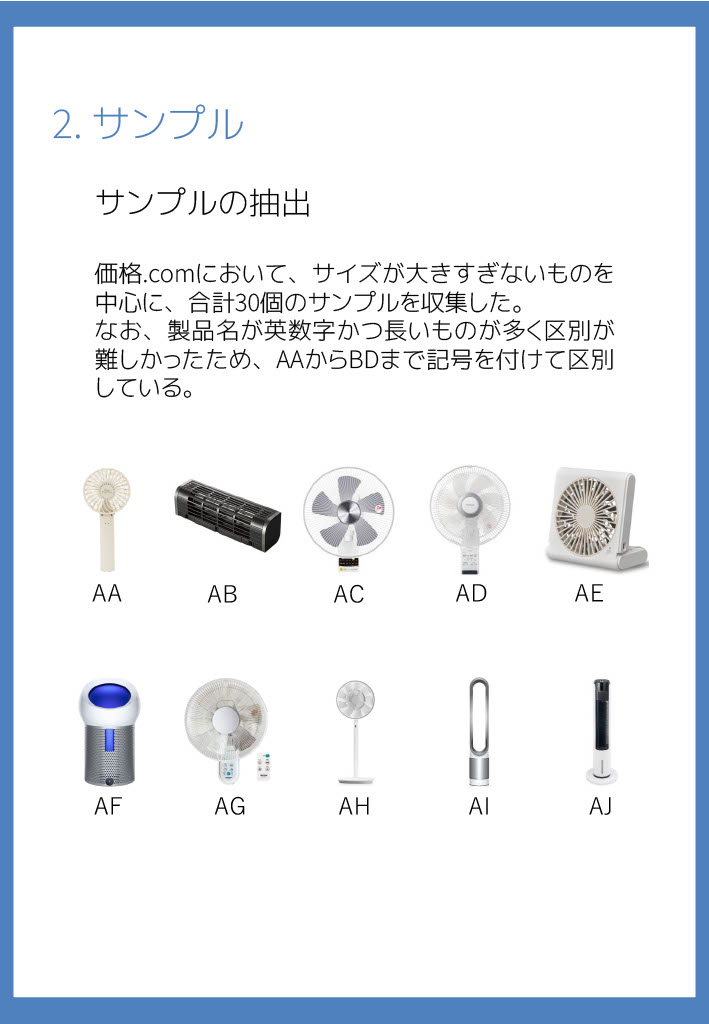 2. サンプル
サンプルの抽出
価格.comにおいて、サイズが大きすぎないものを
中心に、合計30個のサンプルを収集した。
なお、製品名が英数字かつ長いものが多く区別が
難しかったため、AAからBDまで記号を付けて区別
している。
AA AB AC AD AE
AF AG AH AI AJ